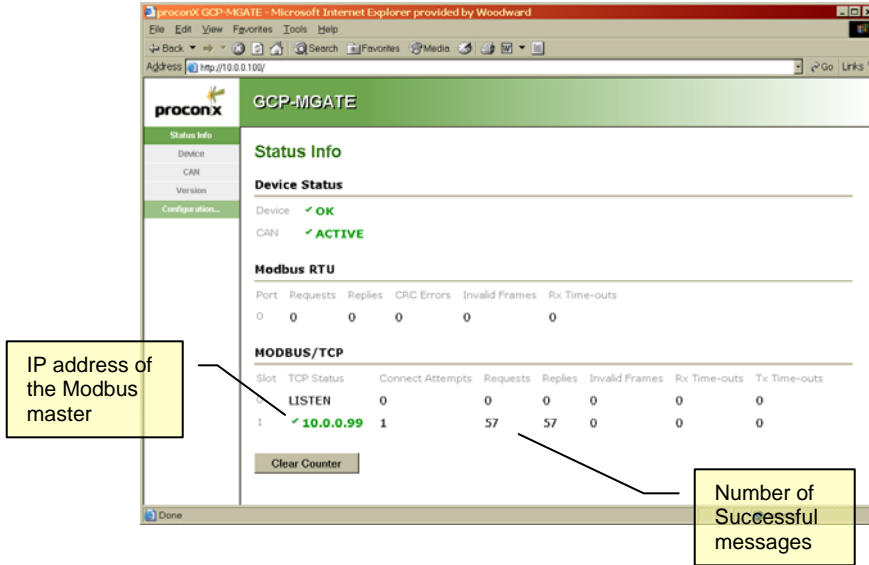 proconX GCP-MGATE - Microsoft Internet Explorer provided by Woodward
File Edit View Favorites Tools Help
Back Search Favorites Media
Address http://10.0.0.100/ Go Links
proconX
GCP-MGATE
Status Info
Device
CAN
Version
Configuration...
Status Info
Device Status
Device ✓ OK
CAN ✓ ACTIVE
Modbus RTU
Port Requests Replies CRC Errors Invalid Frames Rx Time-outs
0 0 0 0 0 0
MODBUS/TCP
Slot TCP Status Connect Attempts Requests Replies Invalid Frames Rx Time-outs Tx Time-outs
LISTEN 0 0 0 0 0 0
1 ✓ 10.0.0.99 1 57 57 0 0 0
Clear Counter
Done
IP address of
the Modbus
master
Number of
Successful
messages